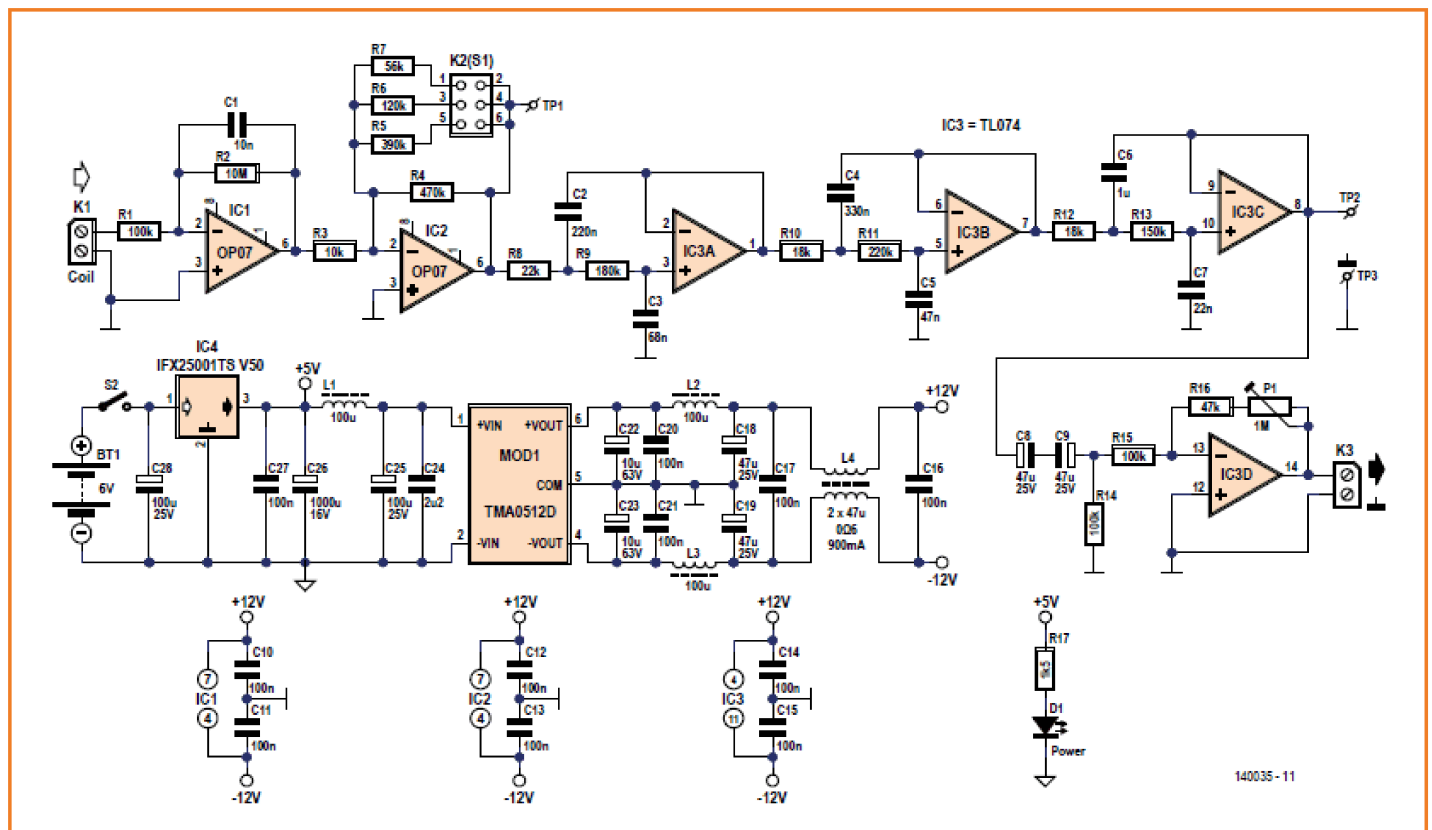 R7
56k
K2(S1)
1
2
R6
120k
3
4
TP1
R5
390k
5
6
C1
10n
R2
10M
R4
470k
IC3 = TL074
K1
R1
100k
8
IC1
2
OP07
1
6
3
Coil
R3
10k
8
IC2
2
OP07
1
6
3
C2
220n
R8
22k
R9
180k
2
IC3A
1
3
C3
68n
C4
330n
R10
18k
R11
220k
6
IC3B
7
5
C5
47n
C6
1u
R12
18k
R13
150k
9
IC3C
8
10
C7
22n
TP2
TP3
IC4
IFX25001TS V50
S2
1
3
2
+5V
L1
100u
BT1
6V
C28
100u
25V
C27
100n
C26
1000u
16V
C25
100u
25V
C24
2u2
1
+VIN
+VOUT
6
MOD1
COM
5
TMA0512D
2
-VIN
-VOUT
4
L2
100u
C22
10u
63V
C20
100n
C18
47u
25V
C17
100n
C23
10u
63V
C21
100n
C19
47u
25V
L3
100u
L4
2 x 47u
0Ω6
900mA
+12V
C16
100n
-12V
C8
47u
25V
C9
47u
25V
R14
100k
R15
100k
R16
47k
P1
1M
13
IC3D
14
12
K3
+12V
C10
100n
7
IC1
4
C11
100n
-12V
+12V
C12
100n
7
IC2
4
C13
100n
-12V
+12V
C14
100n
4
IC3
11
C15
100n
-12V
+5V
R17
D1
Power
140035 - 11